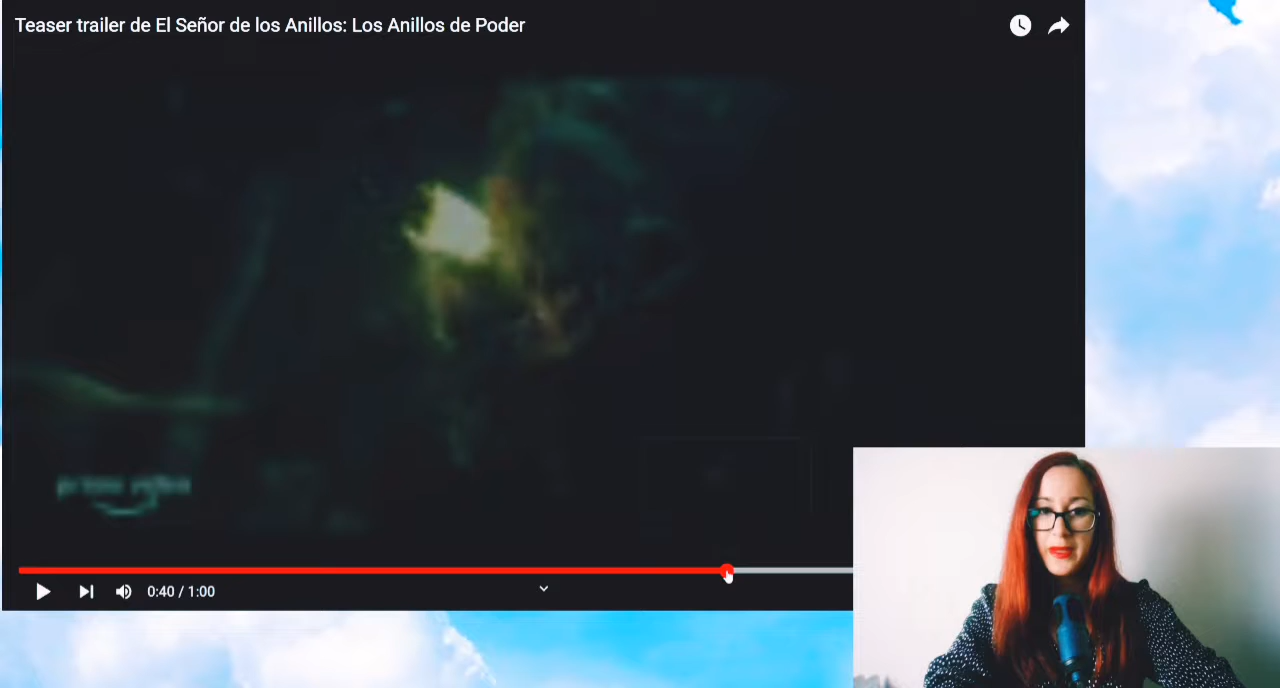 Teaser trailer de El Señor de los Anillos: Los Anillos de Poder
prime video
0:40 / 1:00